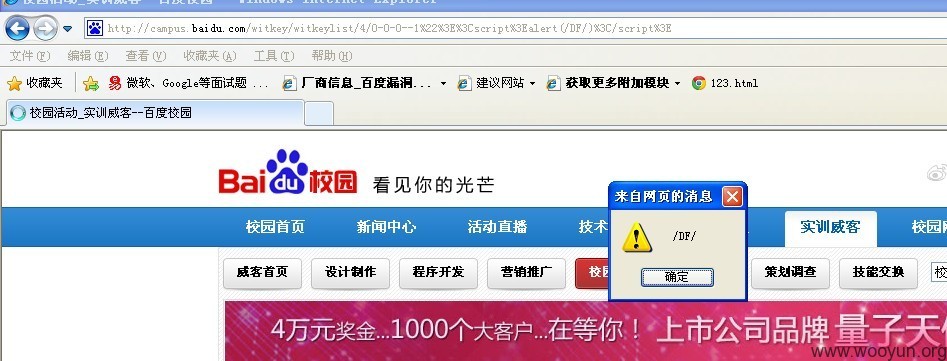 校园活动_实训威客--百度校园 - Windows Internet Explorer
http://campus.baidu.com/witkey/witkeylist/4/0-0-0--1%22%3E%3Cscript%3Ealert(/DF/)%3C/script%3E
文件(F) 编辑(E) 查看(V) 收藏夹(A) 工具(T) 帮助(H)
收藏夹 微软、Google等面试题 ... 厂商信息_百度漏洞... 建议网站 获取更多附加模块 123.html
校园活动_实训威客--百度校园
Baidu校园 看见你的光芒
来自网页的消息
校园首页 新闻中心 活动直播 技术 实训威客 校园
/DF/
确定
威客首页 设计制作 程序开发 营销推广 校 策划调查 技能交换
4万元奖金...1000个大客户...在等你！ 上市公司品牌 量子天
www.wooyun.org